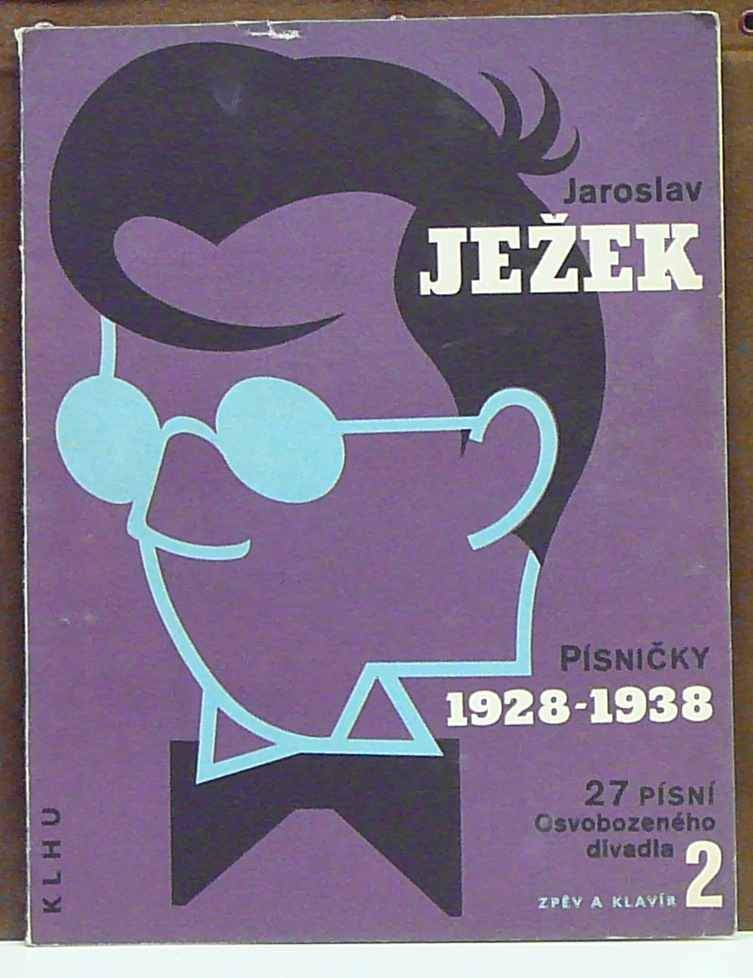 Jaroslav
JEŽEK
PÍSNIČKY
1928-1938
27 PÍSNÍ
Osvobozeného
divadla 2
ZPĚV A KLAVÍR
KLHU